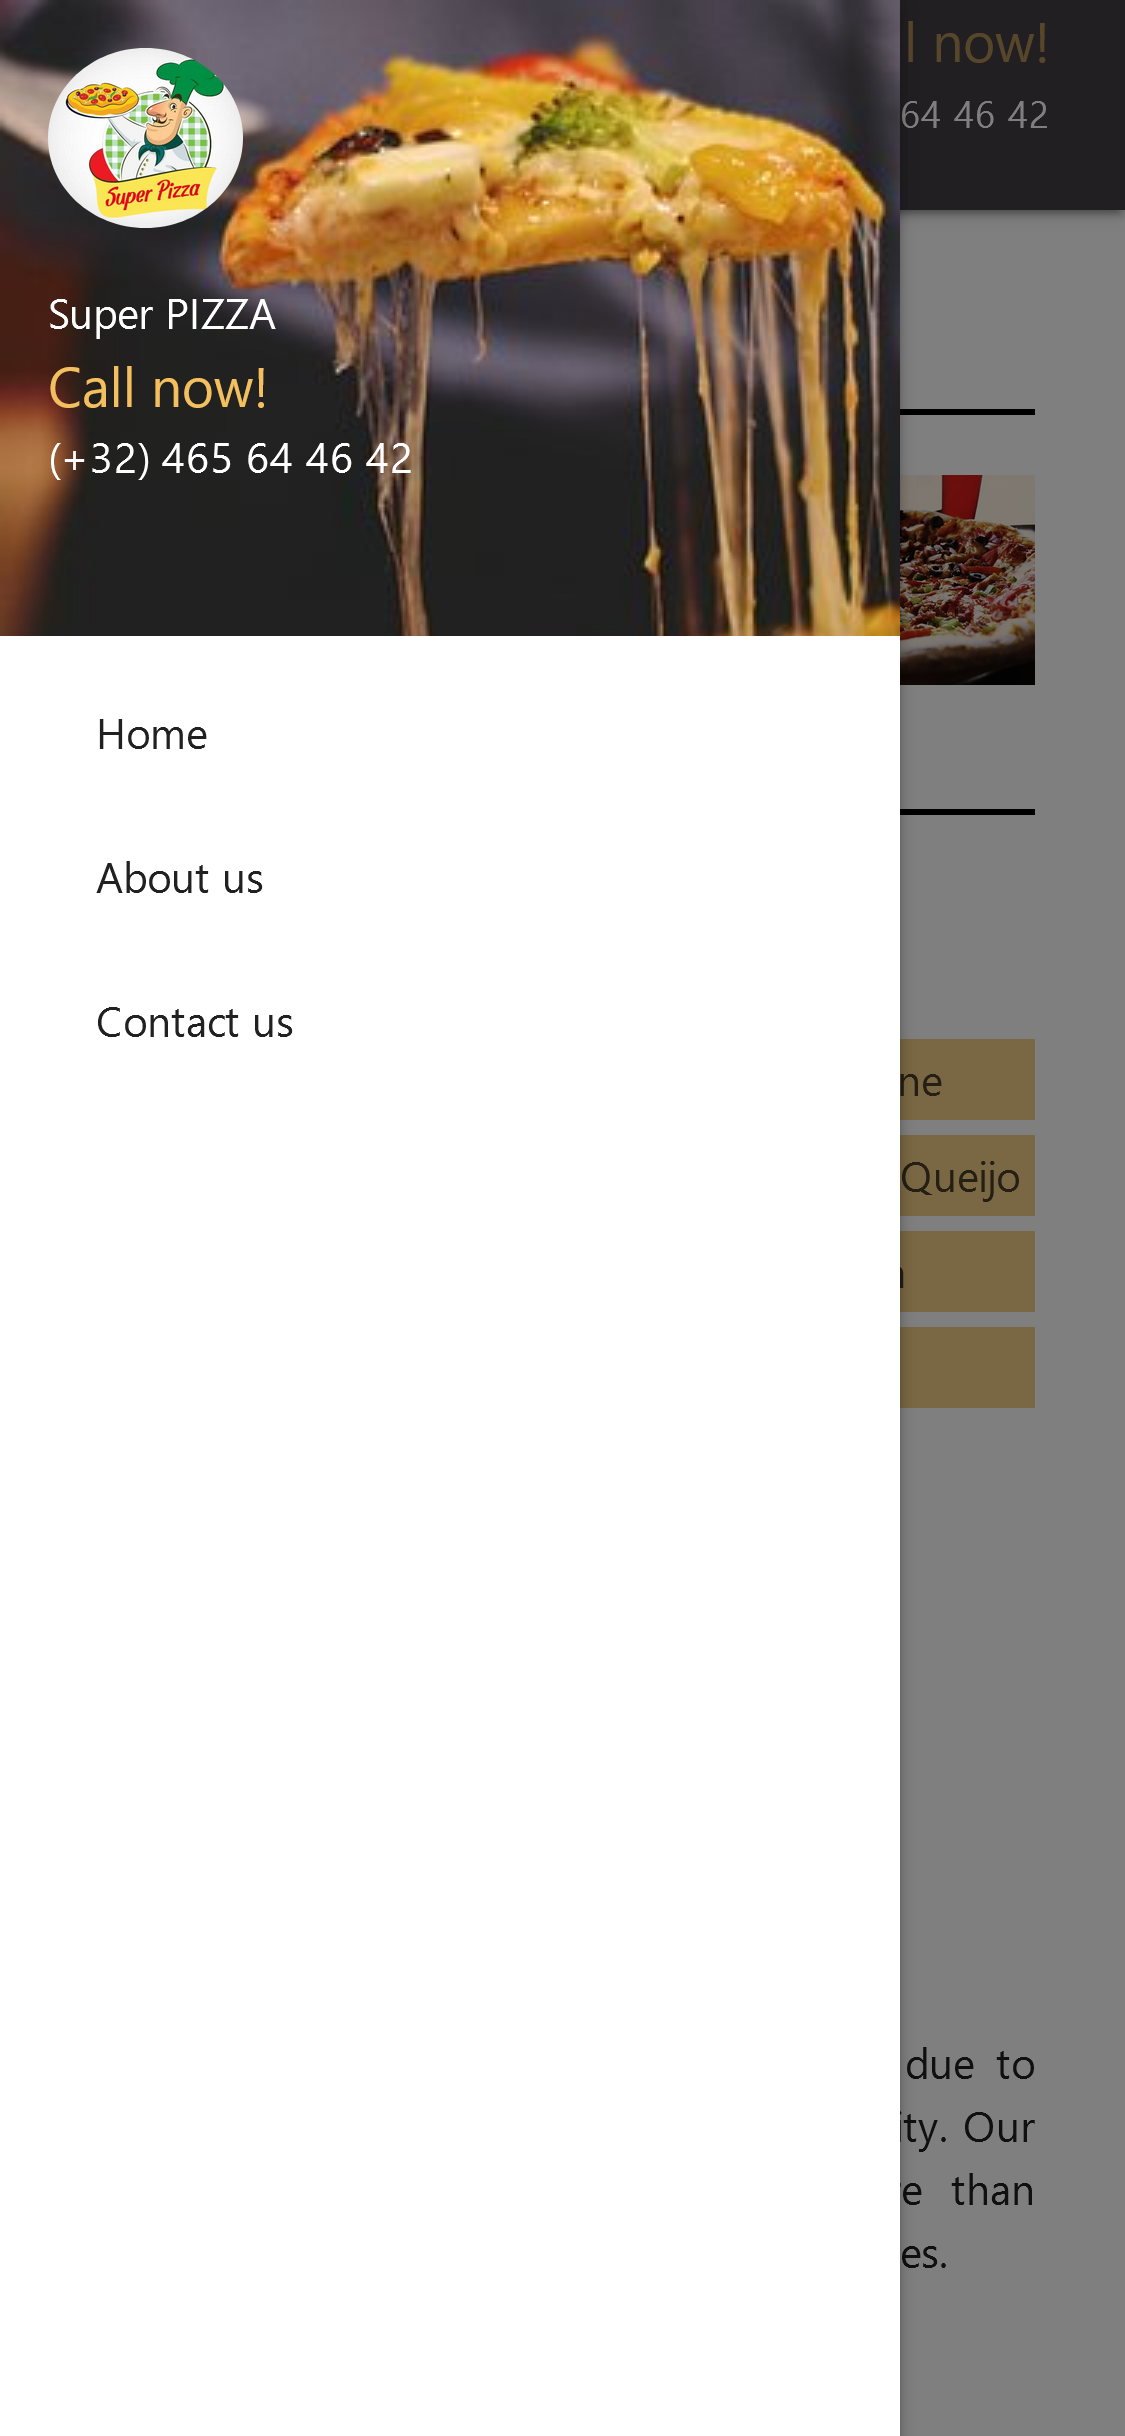 Super Pizza
Super PIZZA
Call now!
(+32) 465 64 46 42
Home
About us
Contact us
l now!
64 46 42
ne
Queijo
due to
ity. Our
e than
es.